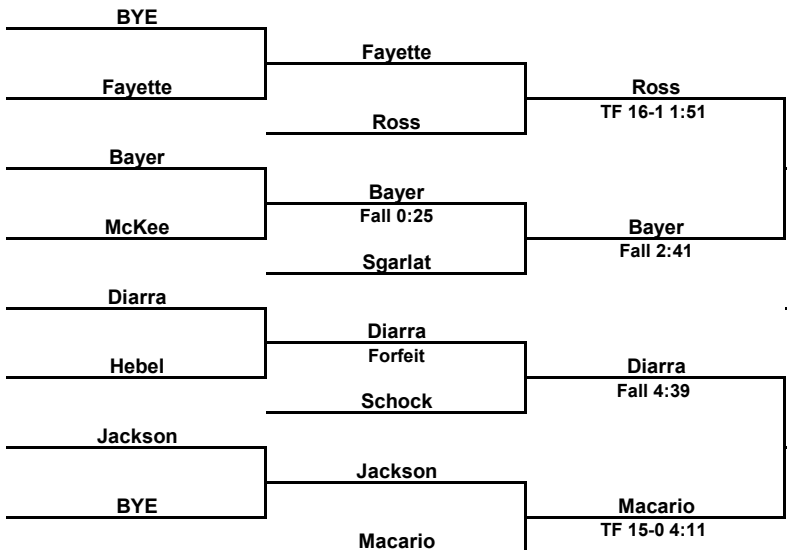 BYE
Fayette
Fayette
Ross
Ross
TF 16-1 1:51
Bayer
Bayer
Fall 0:25
McKee
Bayer
Fall 2:41
Sgarlat
Diarra
Diarra
Forfeit
Hebel
Diarra
Fall 4:39
Schock
Jackson
Jackson
BYE
Macario
TF 15-0 4:11
Macario